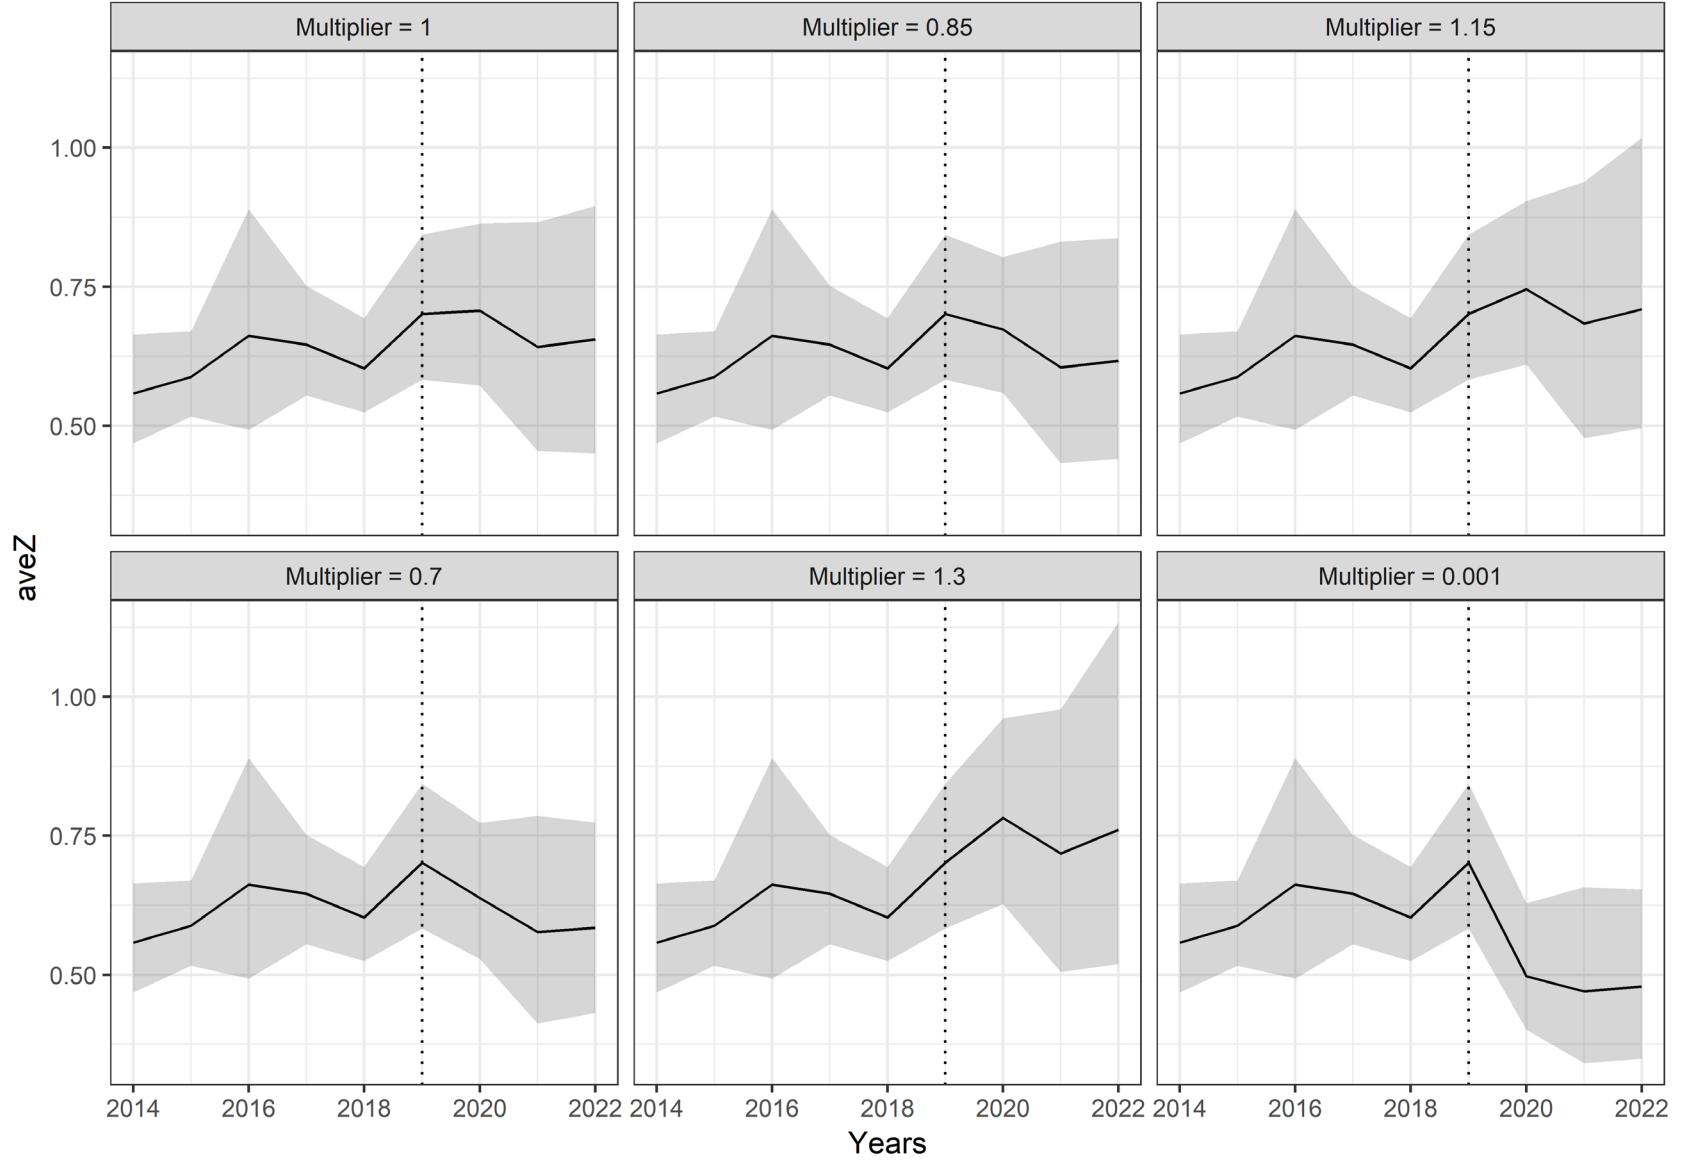 Multiplier = 1
Multiplier = 0.85
Multiplier = 1.15
1.00
0.75
0.50
aveZ
Multiplier = 0.7
Multiplier = 1.3
Multiplier = 0.001
1.00
0.75
0.50
2014 2016 2018 2020 2022
2014 2016 2018 2020 2022
2014 2016 2018 2020 2022
Years